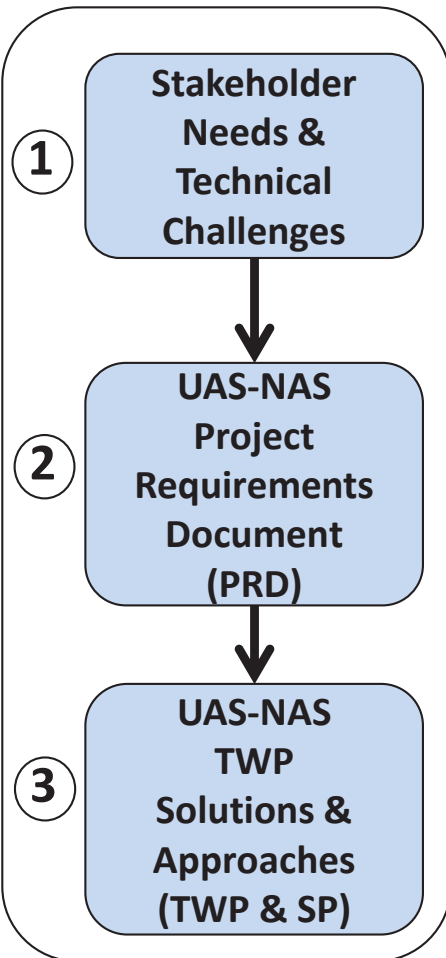 1
Stakeholder
Needs &
Technical
Challenges
2
UAS-NAS
Project
Requirements
Document
(PRD)
3
UAS-NAS
TWP
Solutions &
Approaches
(TWP & SP)